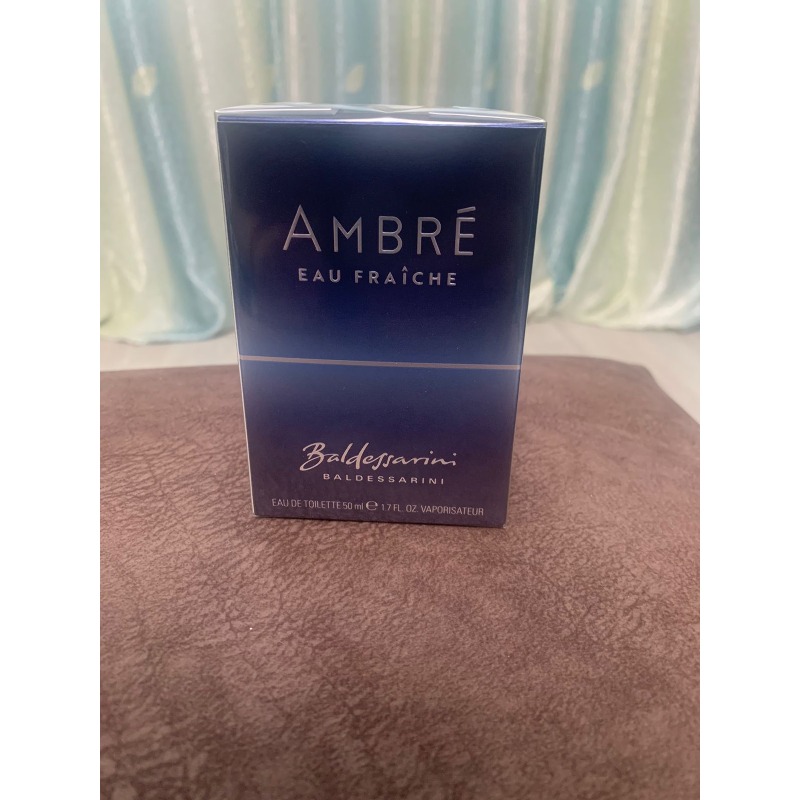 AMBRÉ
EAU FRAÎCHE
Baldessarini
BALDESSARINI
EAU DE TOILETTE 50 ml ℮ 1.7 FL. OZ. VAPORISATEUR